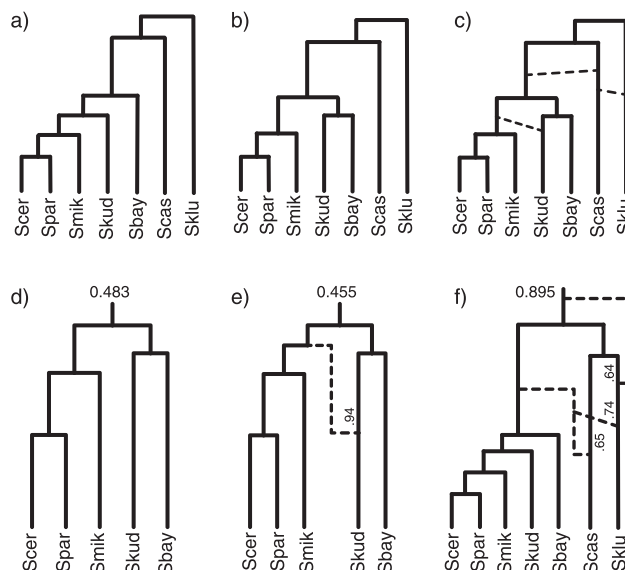 a)
b)
c)
Scer Spar Smik Skud Sbay Scas Sklu
Scer Spar Smik Skud Sbay Scas Sklu
Scer Spar Smik Skud Sbay Scas Sklu
d)
0.483
e)
0.455
f)
0.895
.94
.64
.74
.65
Scer Spar Smik Skud Sbay
Scer Spar Smik Skud Sbay
Scer Spar Smik Skud Sbay Scas Sklu